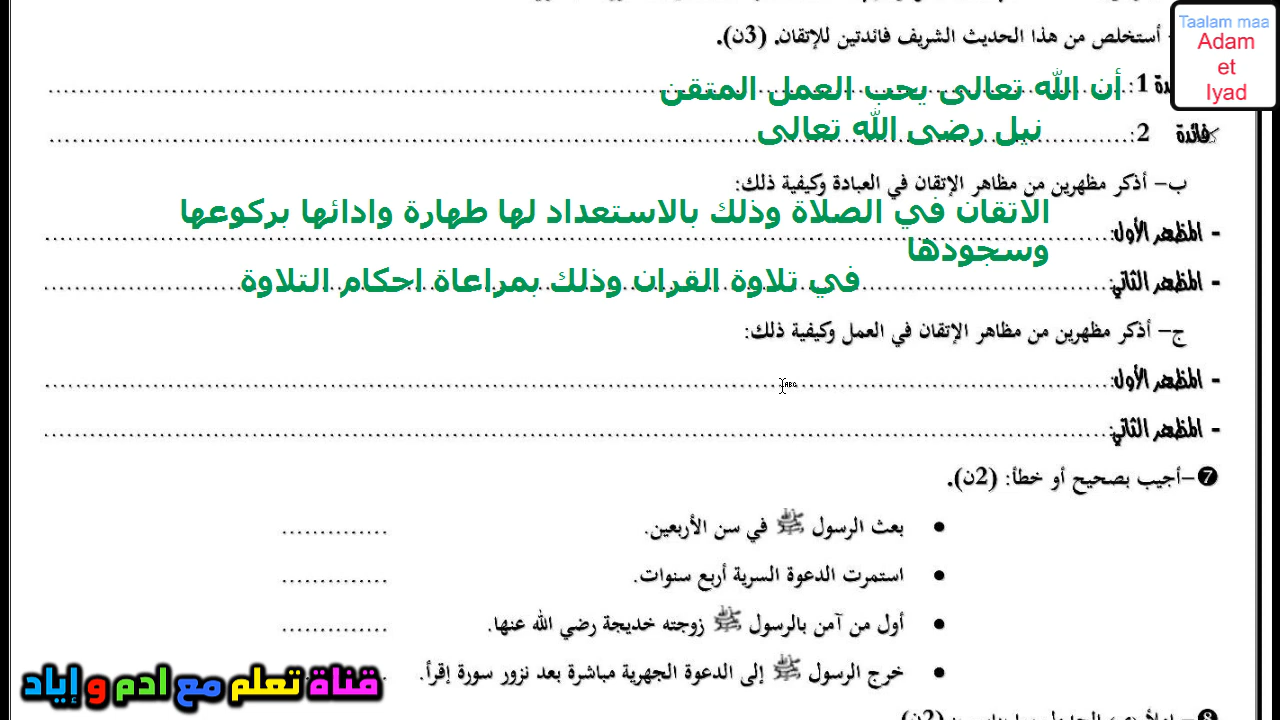 Taalam maa
Adam
et
Iyad
- أستخلص من هذا الحديث الشريف فائدتين للإتقان. (3ن).
1: أن الله تعالى يحب العمل المتقن
فائدة 2: نيل رضى الله تعالى
ب- أذكر مظهرين من مظاهر الإتقان في العبادة وكيفية ذلك:
- المظهر الأول: الاتقان في الصلاة وذلك بالاستعداد لها طهارة وادائها بركوعها
وسجودها
- المظهر الثاني: في تلاوة القران وذلك بمراعاة احكام التلاوة
ج- أذكر مظهرين من مظاهر الإتقان في العمل وكيفية ذلك:
- المظهر الأول:
- المظهر الثاني:
❼-أجيب بصحيح أو خطأ: (2ن).
• بعث الرسول ﷺ في سن الأربعين. ..............
• استمرت الدعوة السرية أربع سنوات. ..............
• أول من آمن بالرسول ﷺ زوجته خديجة رضي الله عنها. ..............
• خرج الرسول ﷺ إلى الدعوة الجهرية مباشرة بعد نزور سورة إقرأ.
قناة تعلم مع ادم و إياد